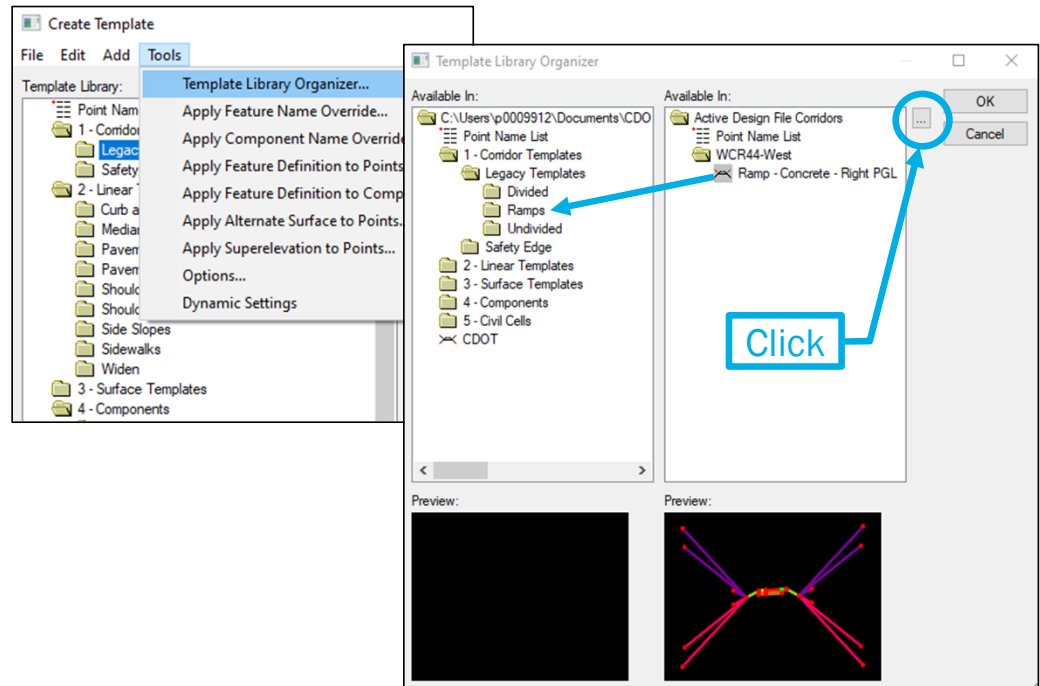 Create Template
File Edit Add Tools
Template Library:
Point Nam
1 - Corridor
Legac
Safety
2 - Linear
Curb a
Media
Pavem
Pavem
Should
Should
Side Slopes
Sidewalks
Widen
3 - Surface Templates
4 - Components
Template Library Organizer...
Apply Feature Name Override...
Apply Component Name Override
Apply Feature Definition to Points
Apply Feature Definition to Comp
Apply Alternate Surface to Points.
Apply Superelevation to Points...
Options...
Dynamic Settings
Template Library Organizer
Available In:
C:\Users\p0009912\Documents\CDO
Point Name List
1 - Corridor Templates
Legacy Templates
Divided
Ramps
Undivided
Safety Edge
2 - Linear Templates
3 - Surface Templates
4 - Components
5 - Civil Cells
CDOT
Available In:
Active Design File Corridors
Point Name List
WCR44-West
Ramp - Concrete - Right PGL
...
OK
Cancel
Click
Preview:
Preview: